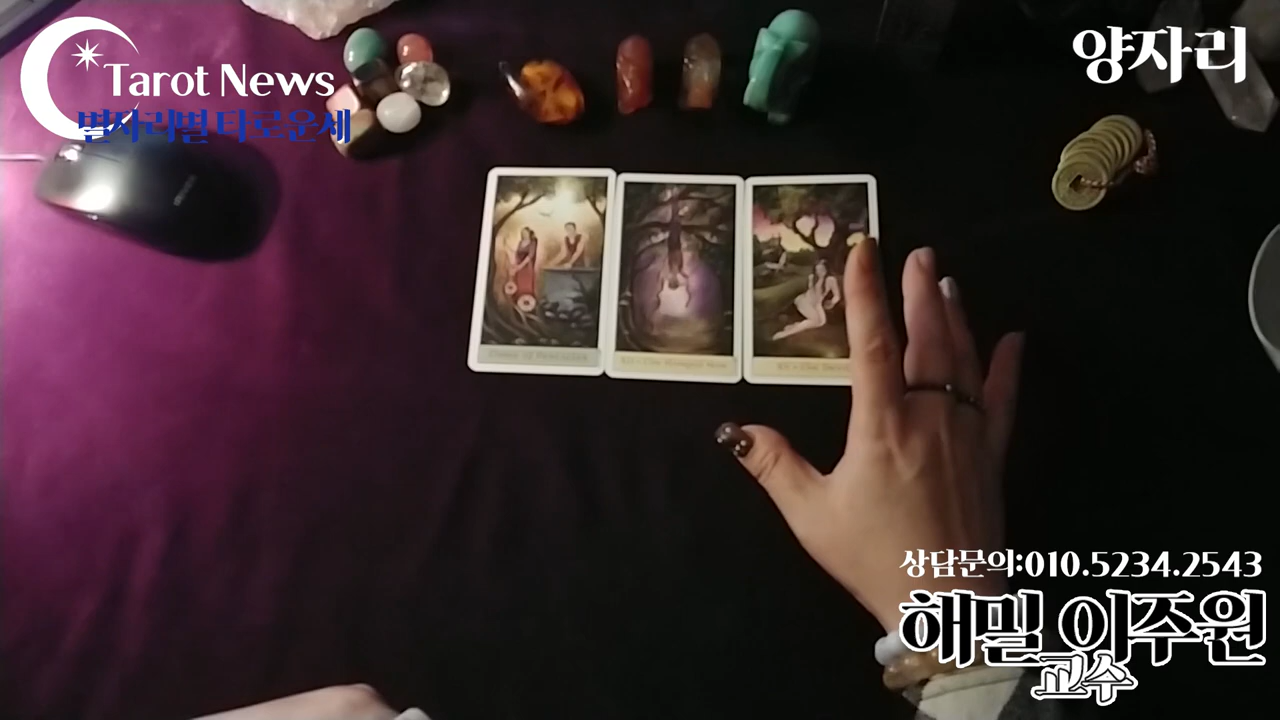 Tarot News
별자리별 타로운세
양자리
상담문의:010.5234.2543
해밀 이주원
교수